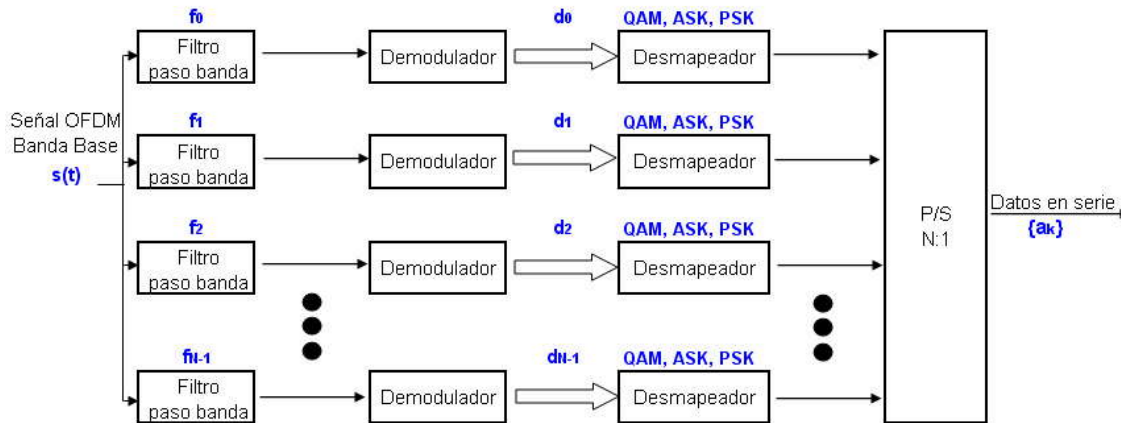 f0
d0
QAM, ASK, PSK
Filtro
paso banda
Demodulador
Desmapeador
Señal OFDM
Banda Base
s(t)
f1
d1
QAM, ASK, PSK
Filtro
paso banda
Demodulador
Desmapeador
f2
d2
QAM, ASK, PSK
Filtro
paso banda
Demodulador
Desmapeador
fN-1
dN-1
QAM, ASK, PSK
Filtro
paso banda
Demodulador
Desmapeador
P/S
N:1
Datos en serie
{ak}